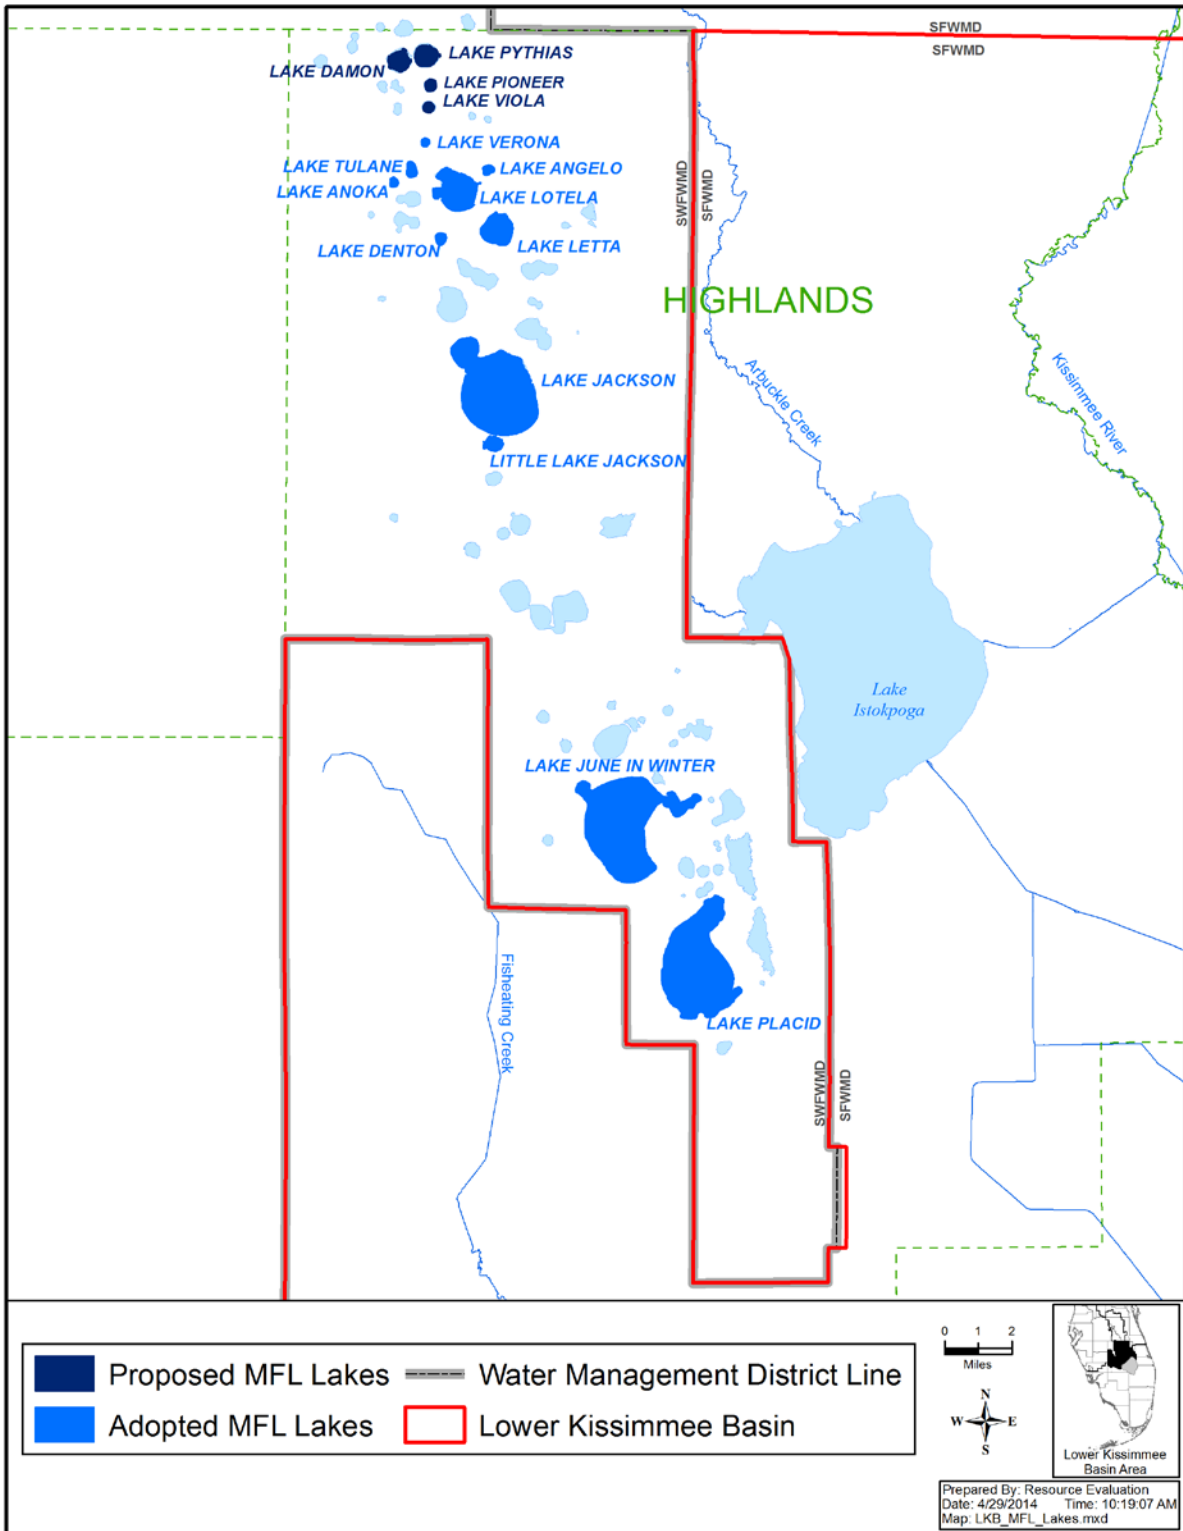 SFWMD
SFWMD
LAKE PYTHIAS
LAKE DAMON
LAKE PIONEER
LAKE VIOLA
LAKE VERONA
LAKE TULANE
LAKE ANGELO
LAKE ANOKA
LAKE LOTELA
LAKE DENTON
LAKE LETTA
SWFWMD
SFWMD
HIGHLANDS
LAKE JACKSON
Arbuckle Creek
Kissimmee River
LITTLE LAKE JACKSON
Lake
Istokpoga
LAKE JUNE IN WINTER
Fisheating Creek
LAKE PLACID
SWFWMD
SFWMD
Proposed MFL Lakes
Water Management District Line
Adopted MFL Lakes
Lower Kissimmee Basin
0 1 2
Miles
N
W E
S
Lower Kissimmee
Basin Area
Prepared By: Resource Evaluation
Date: 4/29/2014 Time: 10:19:07 AM
Map: LKB_MFL_Lakes.mxd